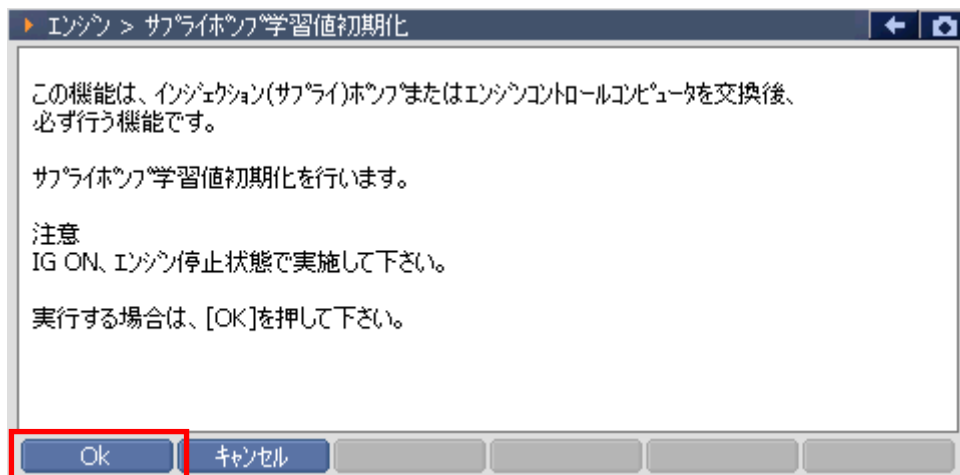 エンジン > サプライポンプ学習値初期化
この機能は、インジェクション(サプライ)ポンプまたはエンジンコントロールコンピュータを交換後、
必ず行う機能です。
サプライポンプ学習値初期化を行います。
注意
IG ON、エンジン停止状態で実施して下さい。
実行する場合は、[OK]を押して下さい。
Ok
キャンセル